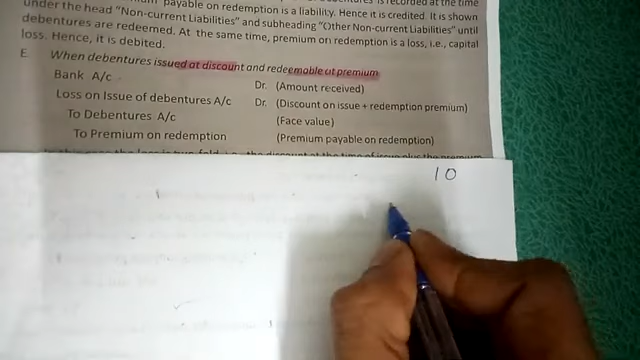 payable on redemption is a liability. Hence it is credited. It is shown
under the head "Non-current Liabilities" and subheading "Other Non-current Liabilities" until
debentures are redeemed. At the same time, premium on redemption is a loss, i.e., capital
loss. Hence, it is debited.
E. When debentures issued at discount and redeemable at premium
Bank A/c Dr. (Amount received)
Loss on Issue of debentures A/c Dr. (Discount on issue + redemption premium)
To Debentures A/c (Face value)
To Premium on redemption (Premium payable on redemption)
10